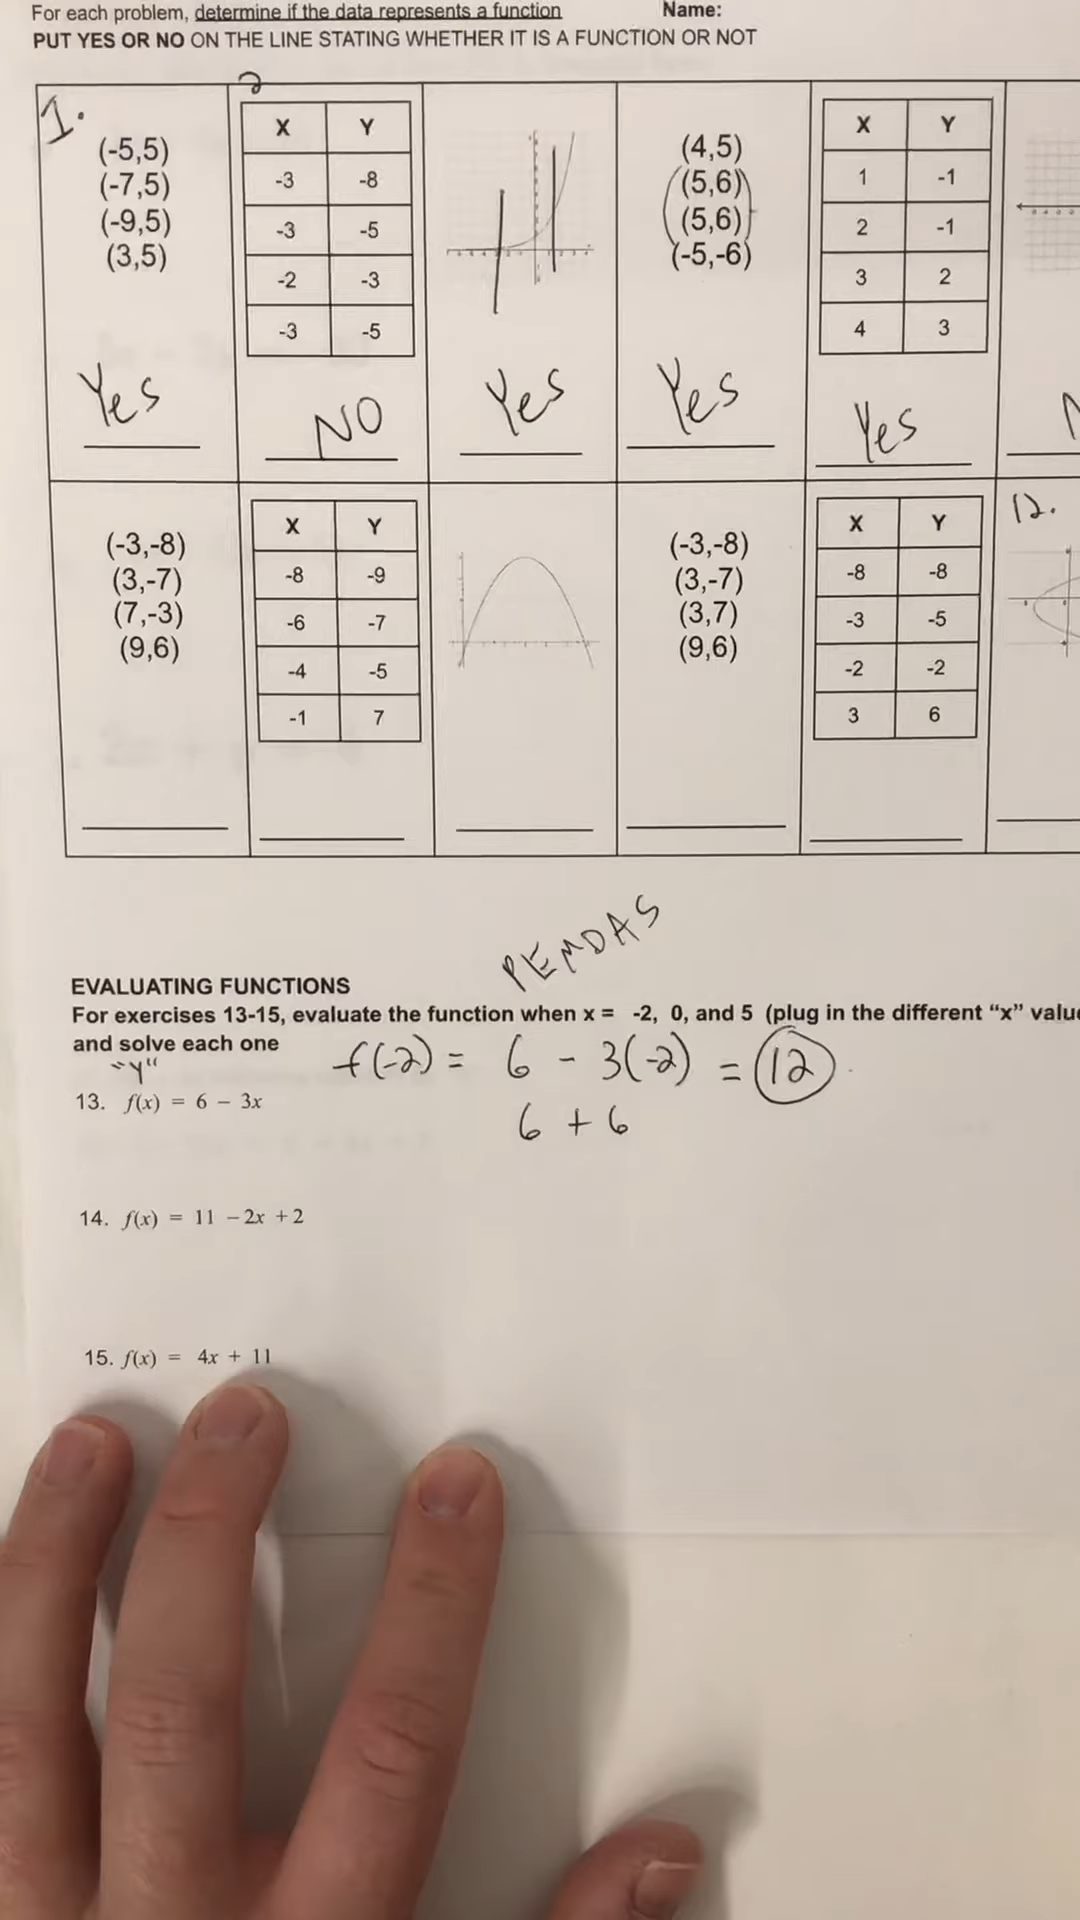 For each problem, determine if the data represents a function
Name:
PUT YES OR NO ON THE LINE STATING WHETHER IT IS A FUNCTION OR NOT
1.
(-5,5)
(-7,5)
(-9,5)
(3,5)
Yes
2
X Y
-3 -8
-3 -5
-2 -3
-3 -5
NO
Yes
(4,5)
(5,6)
(5,6)
(-5,-6)
Yes
X Y
1 -1
2 -1
3 2
4 3
Yes
(-3,-8)
(3,-7)
(7,-3)
(9,6)
X Y
-8 -9
-6 -7
-4 -5
-1 7
(-3,-8)
(3,-7)
(3,7)
(9,6)
X Y
-8 -8
-3 -5
-2 -2
3 6
12.
PEMDAS
EVALUATING FUNCTIONS
For exercises 13-15, evaluate the function when x = -2, 0, and 5 (plug in the different “x” valu
and solve each one
f(-2) = 6 - 3(-2) = 12
"y"
13. f(x) = 6 – 3x
6 + 6
14. f(x) = 11 – 2x + 2
15. f(x) = 4x + 11